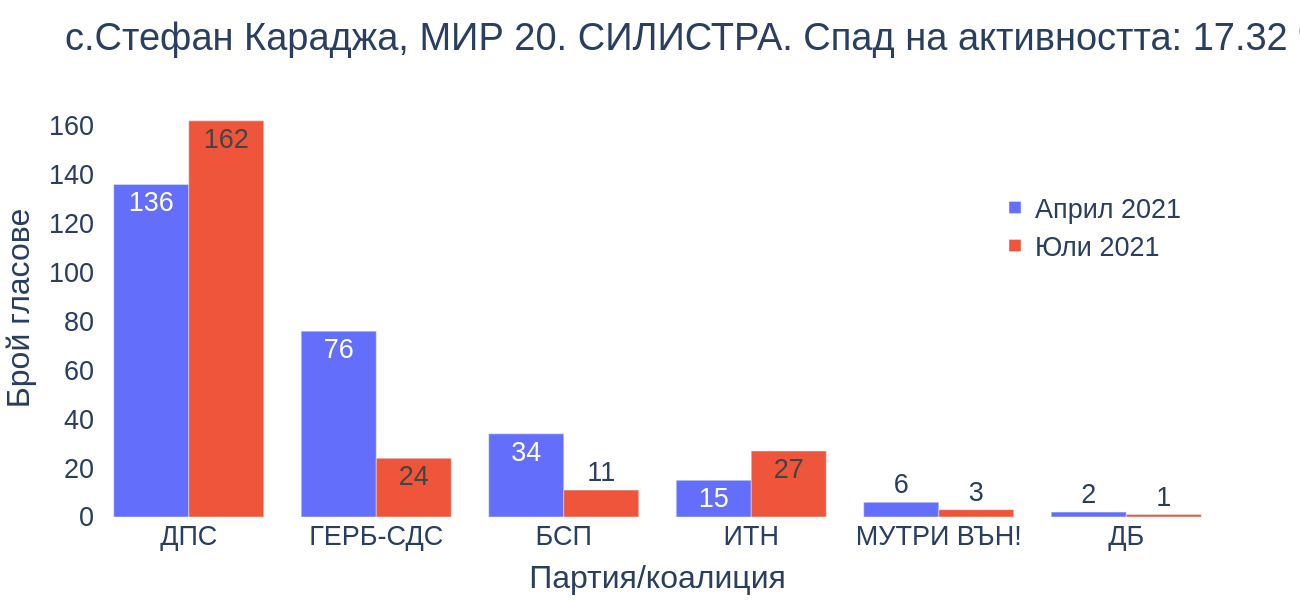 с.Стефан Караджа, МИР 20. СИЛИСТРА. Спад на активността: 17.32
160
140
120
100
80
60
40
20
0
Брой гласове
136
162
76
24
34
11
15
27
6
3
2
1
Април 2021
Юли 2021
ДПС
ГЕРБ-СДС
БСП
ИТН
МУТРИ ВЪН!
ДБ
Партия/коалиция